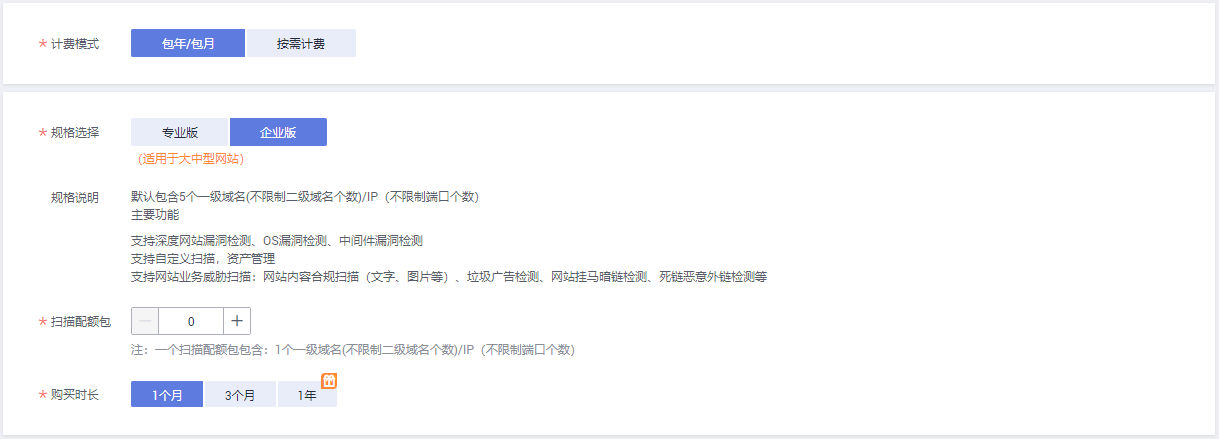 * 计费模式 包年/包月 按需计费
* 规格选择 专业版 企业版
（适用于大中型网站）
规格说明 默认包含5个一级域名(不限制二级域名个数)/IP（不限制端口个数）
主要功能
支持深度网站漏洞检测、OS漏洞检测、中间件漏洞检测
支持自定义扫描，资产管理
支持网站业务威胁扫描：网站内容合规扫描（文字、图片等）、垃圾广告检测、网站挂马暗链检测、死链恶意外链检测等
* 扫描配额包 — 0 +
注：一个扫描配额包包含：1个一级域名(不限制二级域名个数)/IP（不限制端口个数）
* 购买时长 1个月 3个月 1年